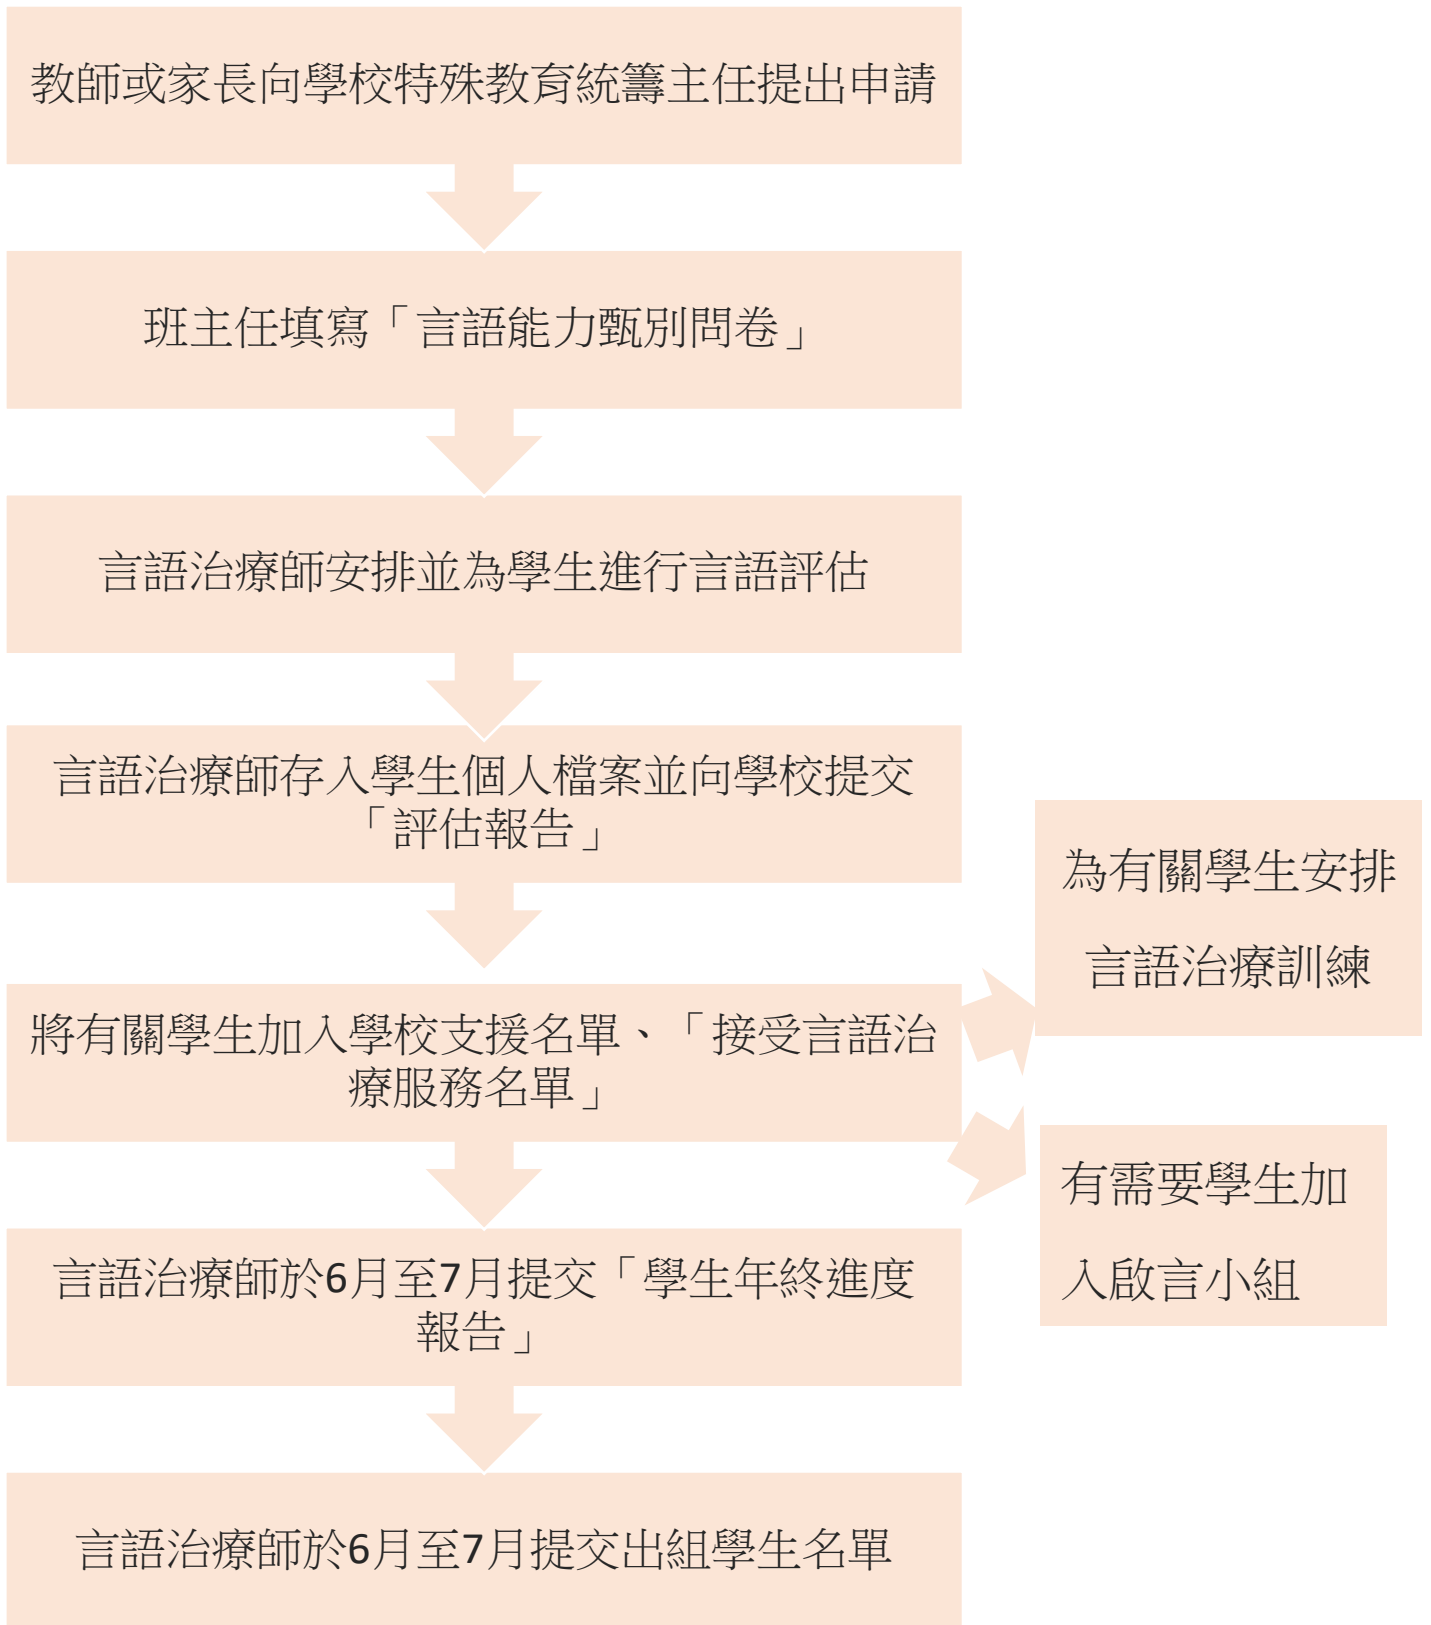 教師或家長向學校特殊教育統籌主任提出申請
班主任填寫「言語能力甄別問卷」
言語治療師安排並為學生進行言語評估
言語治療師存入學生個人檔案並向學校提交
「評估報告」
將有關學生加入學校支援名單、「接受言語治
療服務名單」
為有關學生安排
言語治療訓練
有需要學生加
入啟言小組
言語治療師於6月至7月提交「學生年終進度
報告」
言語治療師於6月至7月提交出組學生名單